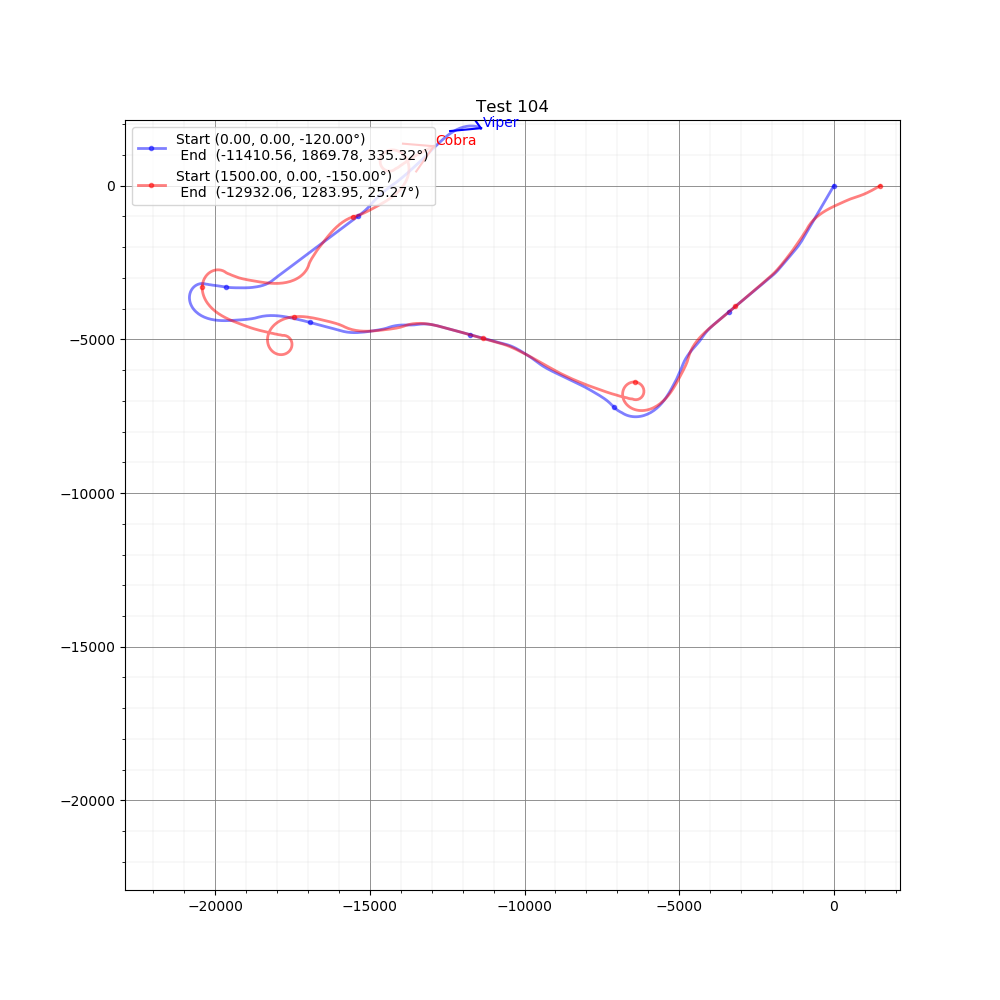 Test 104
Viper
Cobra
Start (0.00, 0.00, -120.00°)
End (-11410.56, 1869.78, 335.32°)
Start (1500.00, 0.00, -150.00°)
End (-12932.06, 1283.95, 25.27°)
0
−5000
−10000
−15000
−20000
−20000 −15000 −10000 −5000 0